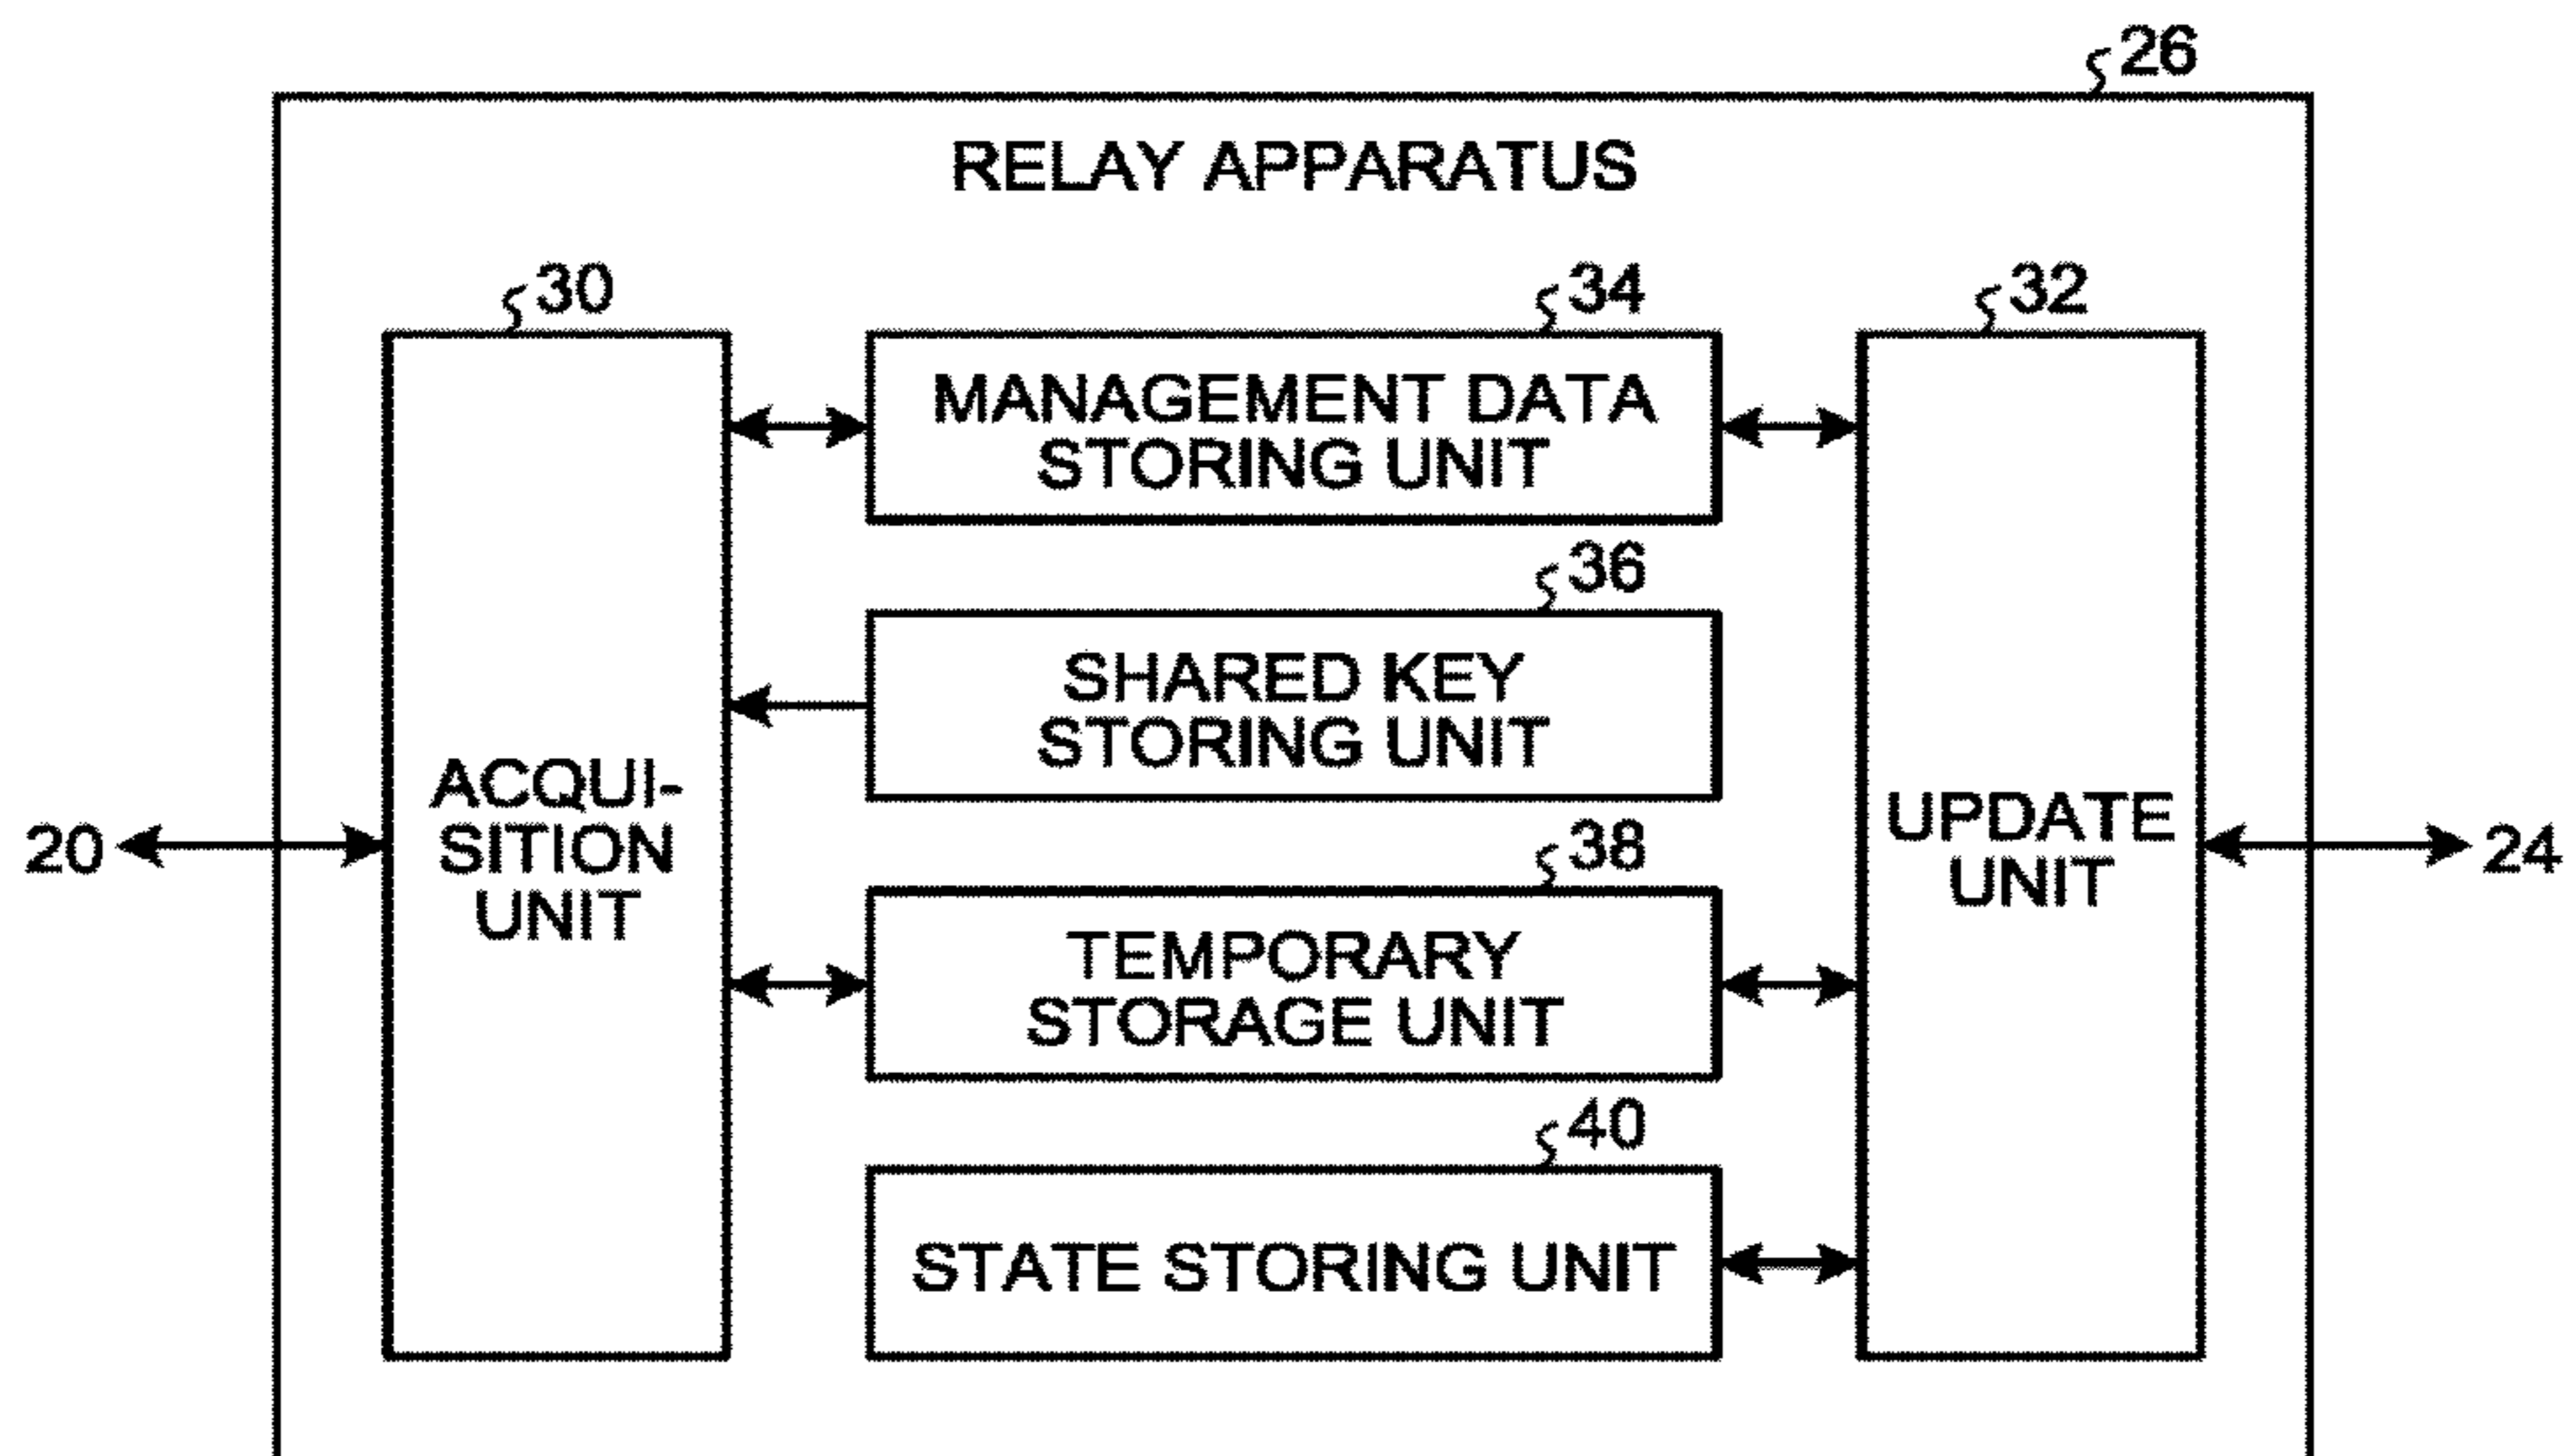 26
RELAY APPARATUS
30
34
32
MANAGEMENT DATA
STORING UNIT
36
SHARED KEY
STORING UNIT
ACQUI-
SITION
UNIT
20
38
UPDATE
UNIT
24
TEMPORARY
STORAGE UNIT
40
STATE STORING UNIT